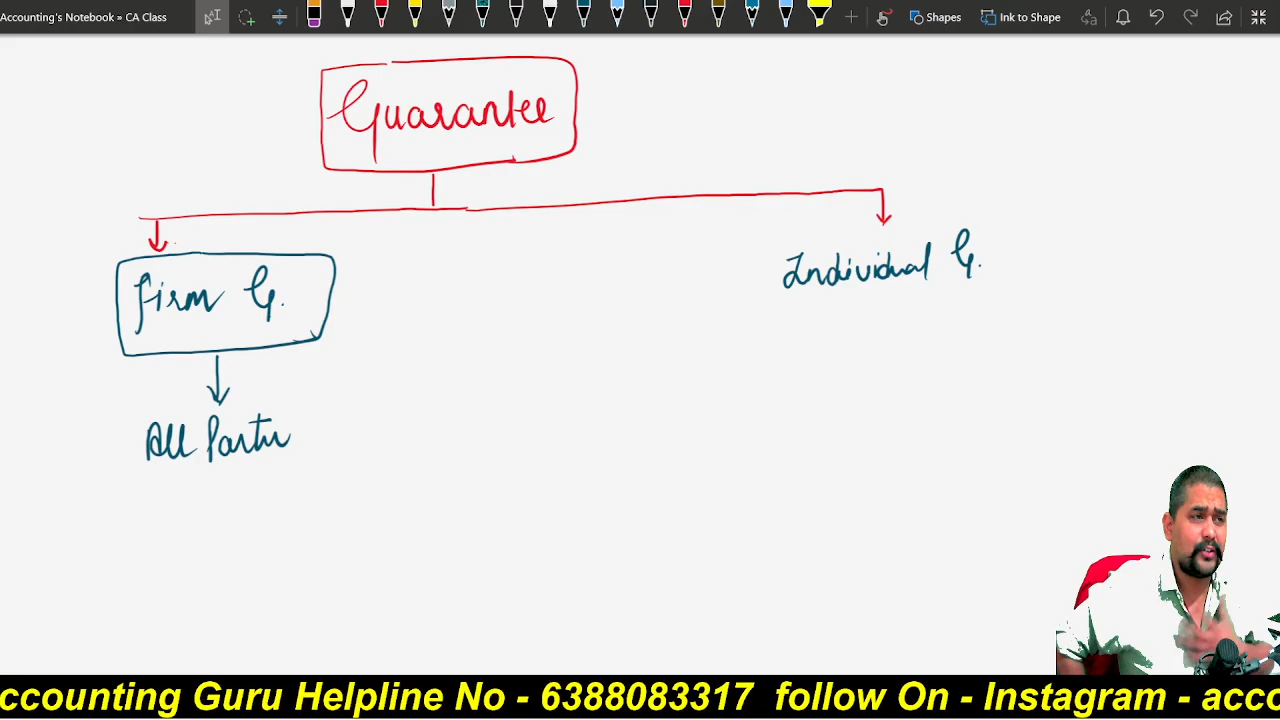 Accounting's Notebook » CA Class
Shapes
Ink to Shape
Guarantee
Firm G.
Individual G.
All Partu
ccounting Guru Helpline No - 6388083317 follow On - Instagram - acco